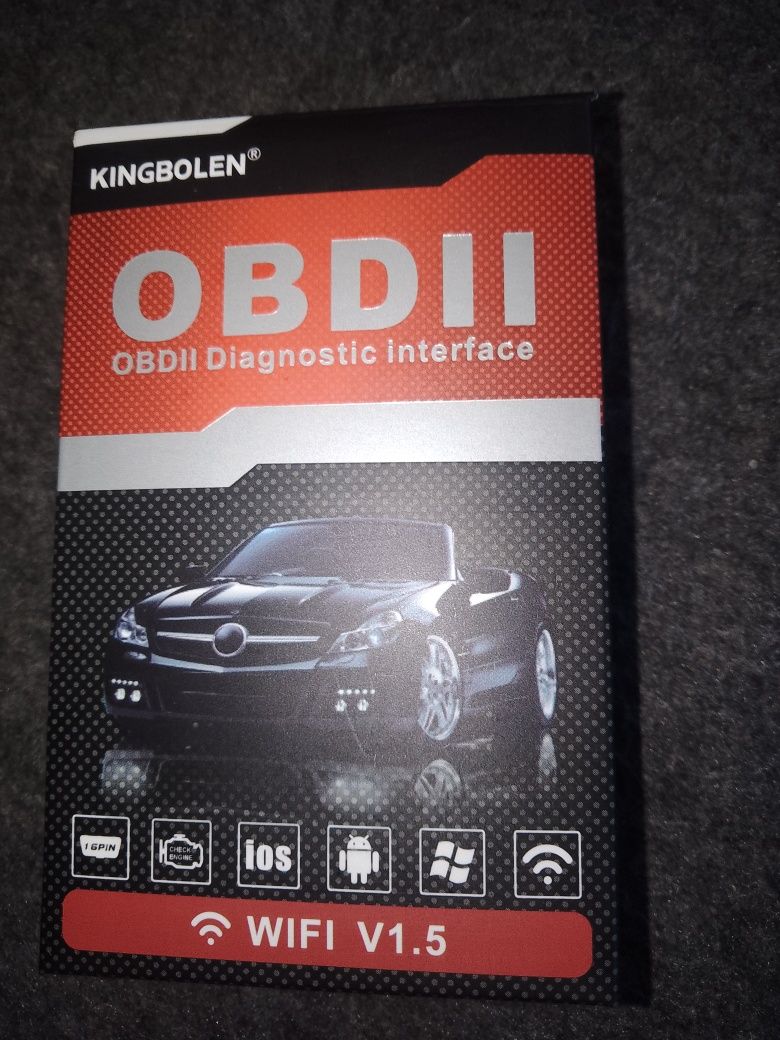 KINGBOLEN®
OBDII
OBDII Diagnostic interface
16PIN
CHECK
ENGINE
ios
WIFI V1.5